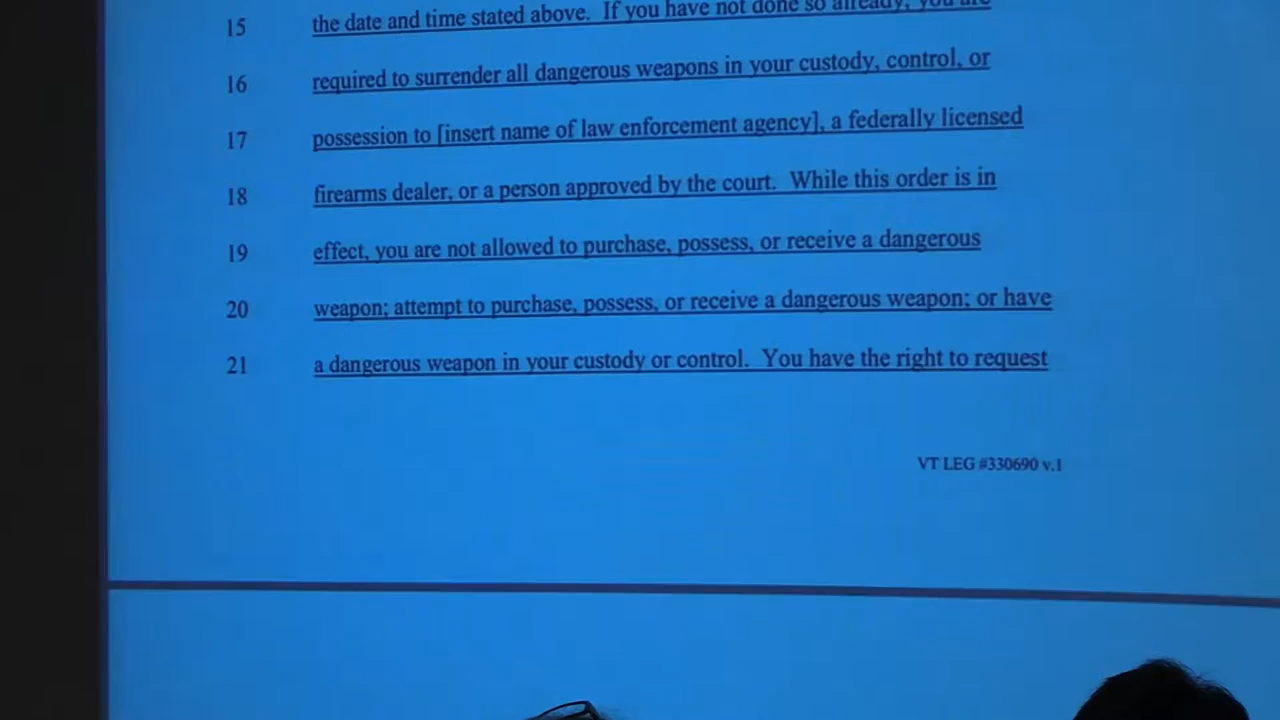 15 the date and time stated above. If you have not done so already, you are
16 required to surrender all dangerous weapons in your custody, control, or
17 possession to [insert name of law enforcement agency], a federally licensed
18 firearms dealer, or a person approved by the court. While this order is in
19 effect, you are not allowed to purchase, possess, or receive a dangerous
20 weapon; attempt to purchase, possess, or receive a dangerous weapon; or have
21 a dangerous weapon in your custody or control. You have the right to request
VT LEG #330690 v.1